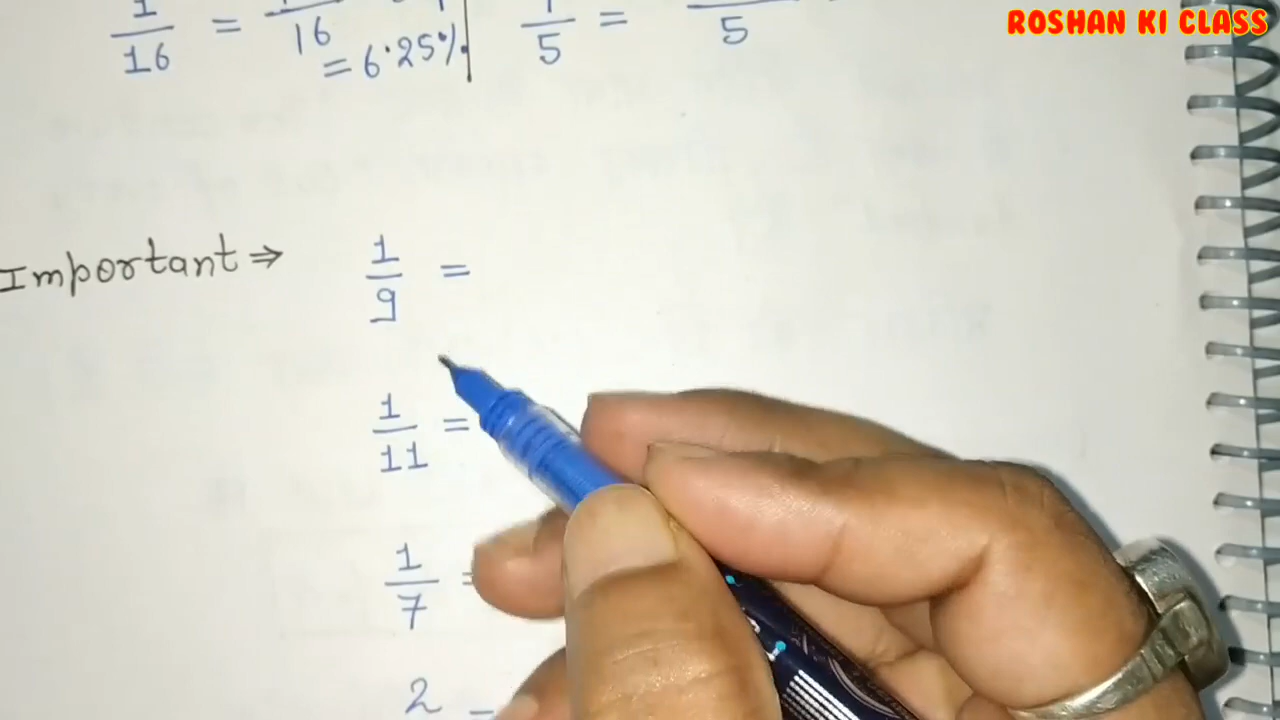 ROSHAN KI CLASS
1/16 = /16
= 6.25%
1/5 = /5
Important ⇒ 1/9 =
1/11 =
1/7 =
2